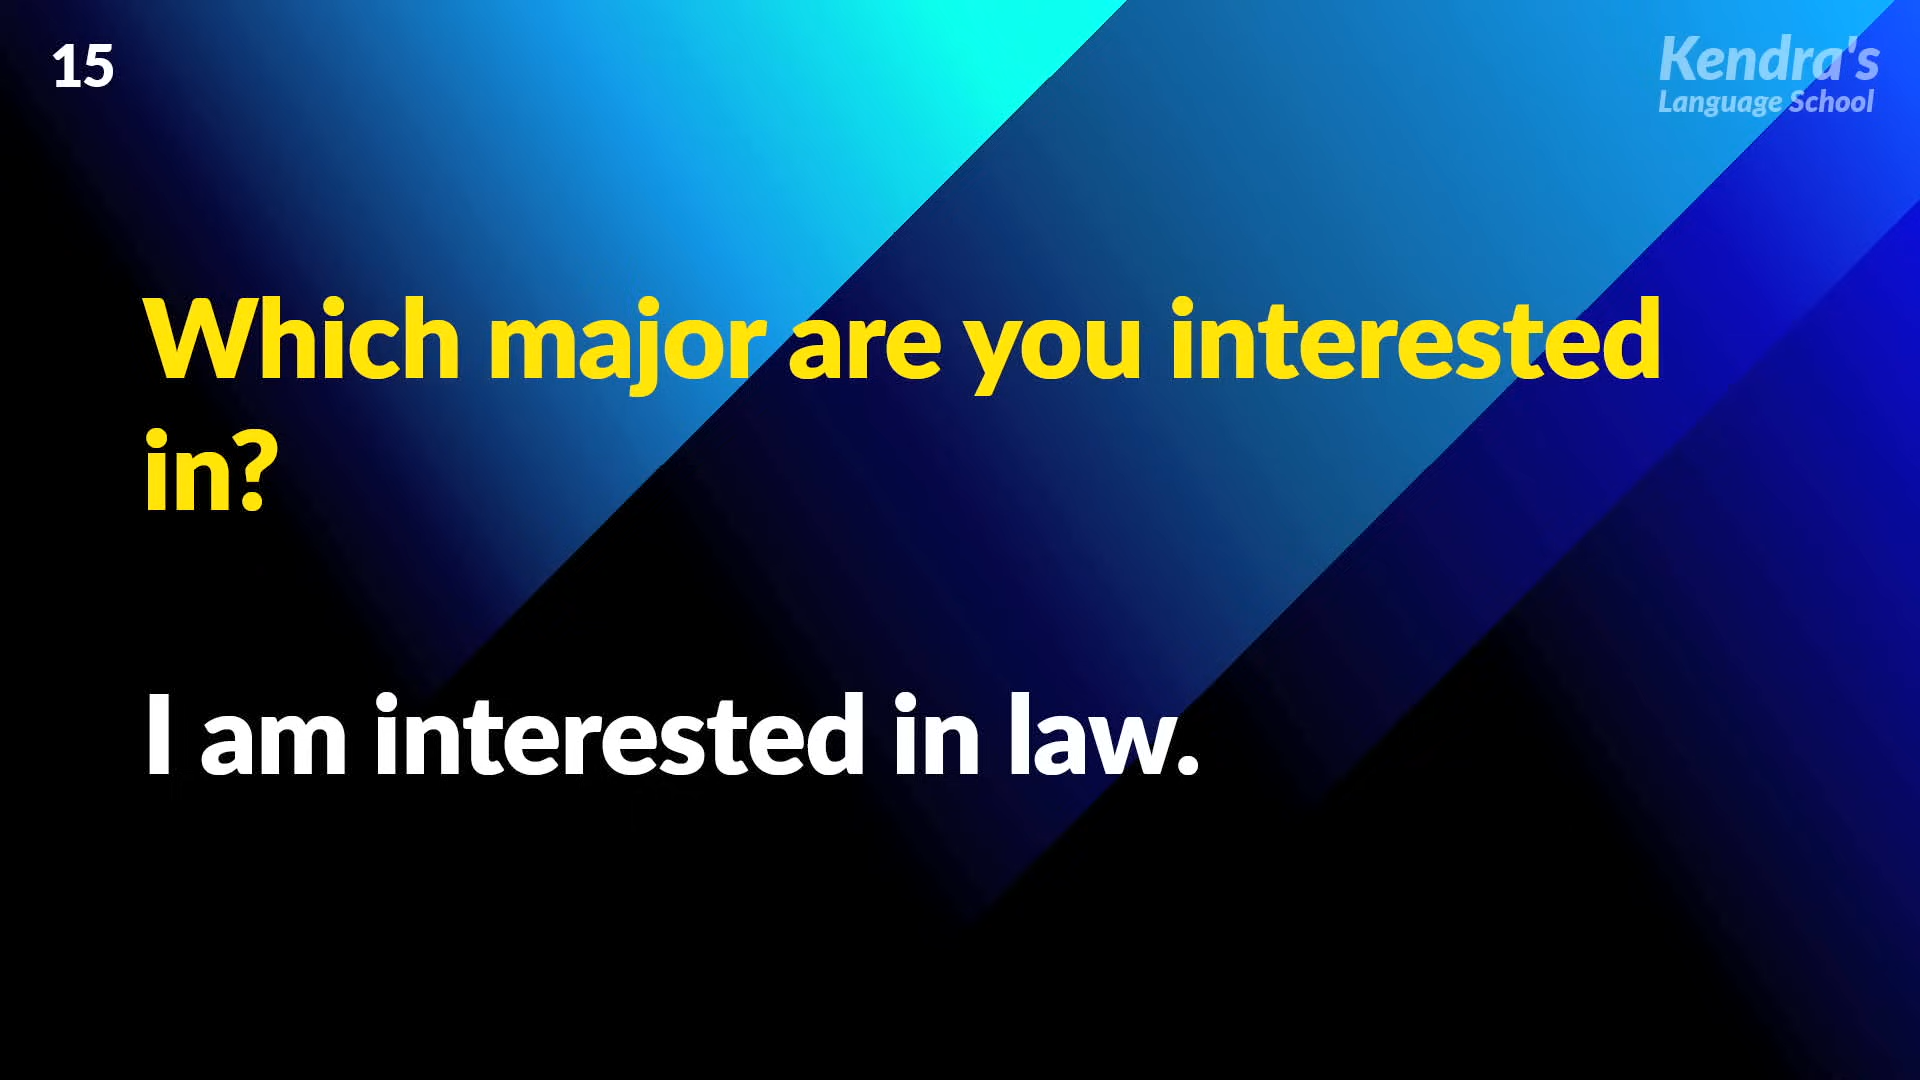 15
Kendra's
Language School
Which major are you interested
in?
I am interested in law.